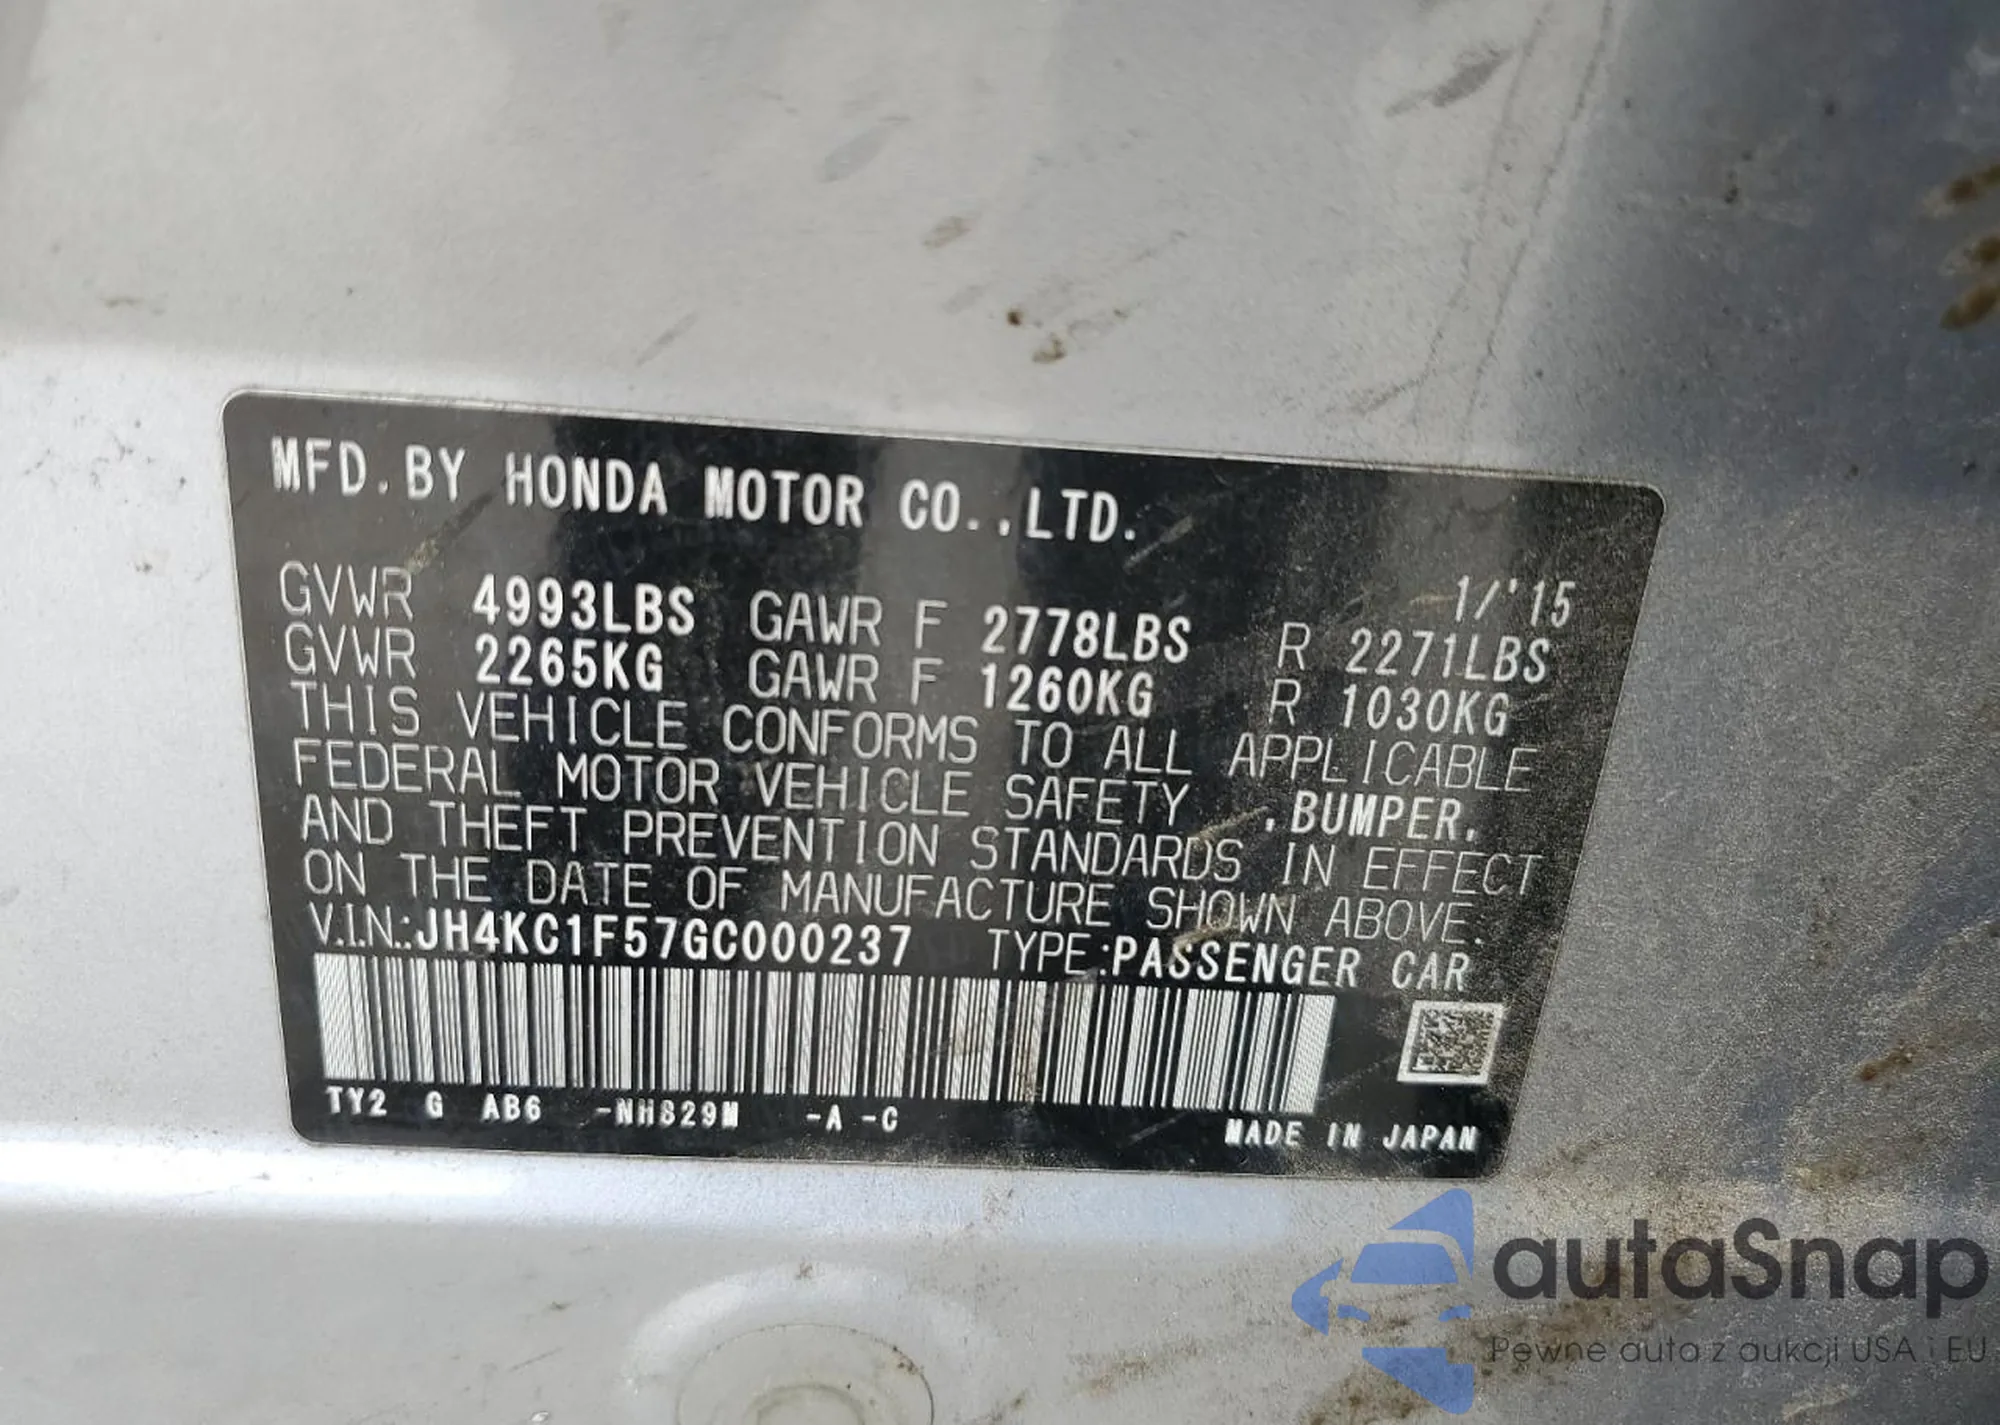 MFD. BY HONDA MOTOR CO., LTD.
1/'15
GVWR 4993LBS GAWR F 2778LBS R 2271LBS
GVWR 2265KG GAWR F 1260KG R 1030KG
THIS VEHICLE CONFORMS TO ALL APPLICABLE
FEDERAL MOTOR VEHICLE SAFETY , BUMPER,
AND THEFT PREVENTION STANDARDS IN EFFECT
ON THE DATE OF MANUFACTURE SHOWN ABOVE.
V.I.N.: JH4KC1F57GC000237 TYPE: PASSENGER CAR
TY2 G AB6 -NH829M -A -C
MADE IN JAPAN
autaSnap
Pewne auta z aukcji USA i EU